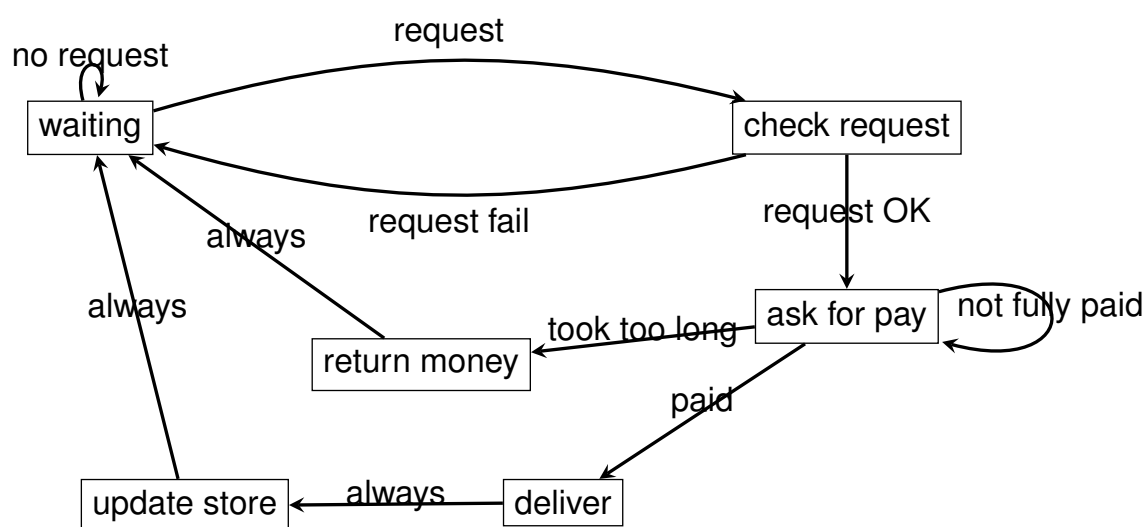 request
no request
waiting
check request
request OK
request fail
always
always
ask for pay
not fully paid
took too long
return money
paid
update store
always
deliver